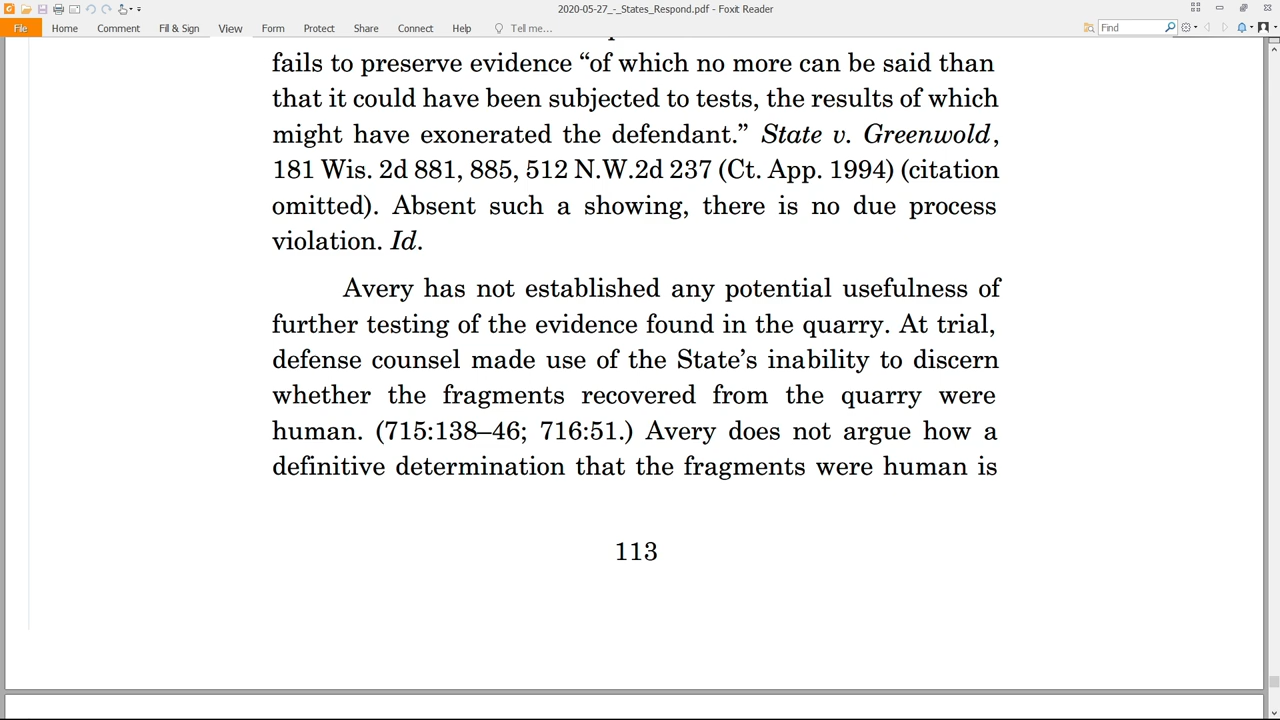 2020-05-27_-_States_Respond.pdf - Foxit Reader
File Home Comment Fill & Sign View Form Protect Share Connect Help Tell me... Find
fails to preserve evidence “of which no more can be said than
that it could have been subjected to tests, the results of which
might have exonerated the defendant.” State v. Greenwold,
181 Wis. 2d 881, 885, 512 N.W.2d 237 (Ct. App. 1994) (citation
omitted). Absent such a showing, there is no due process
violation. Id.
Avery has not established any potential usefulness of
further testing of the evidence found in the quarry. At trial,
defense counsel made use of the State’s inability to discern
whether the fragments recovered from the quarry were
human. (715:138–46; 716:51.) Avery does not argue how a
definitive determination that the fragments were human is
113